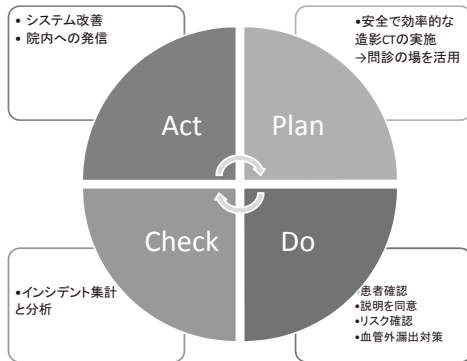 • システム改善
• 院内への発信
•安全で効率的な
造影CTの実施
→問診の場を活用
Act
Plan
Check
Do
•インシデント集計
と分析
•患者確認
•説明を同意
•リスク確認
•血管外漏出対策